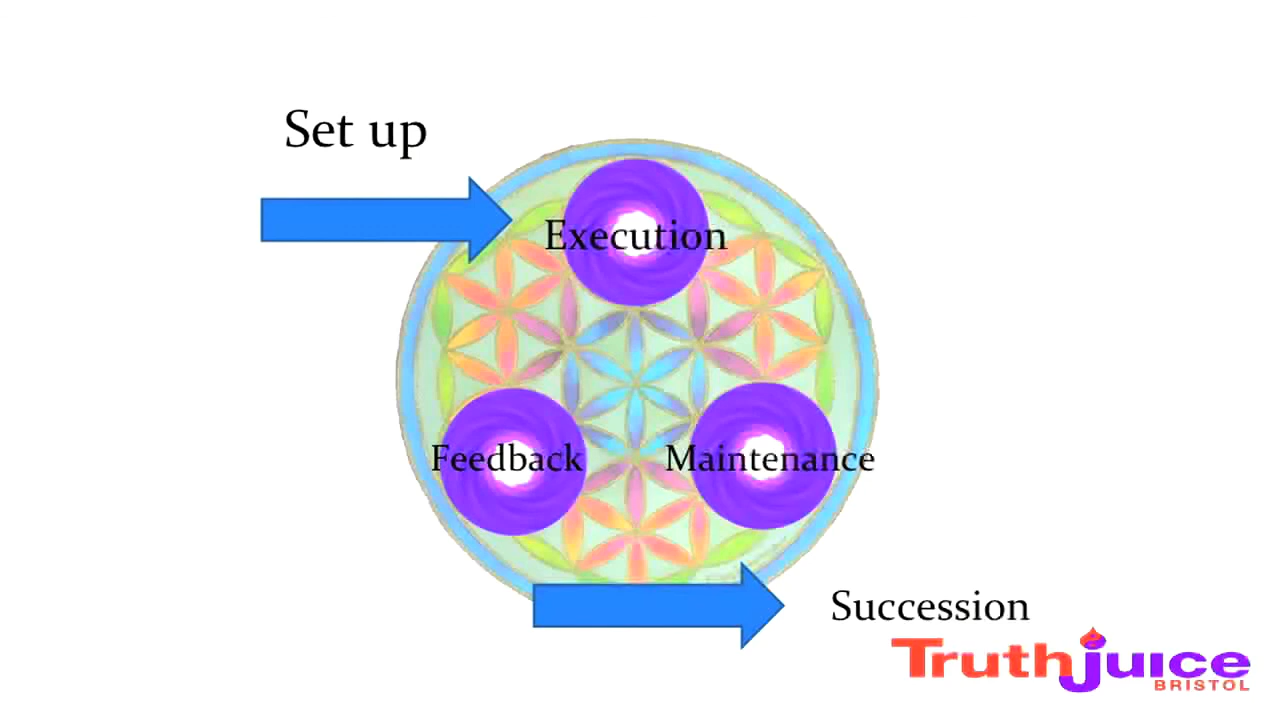 Set up
Execution
Feedback
Maintenance
Succession
Truthjuice
BRISTOL